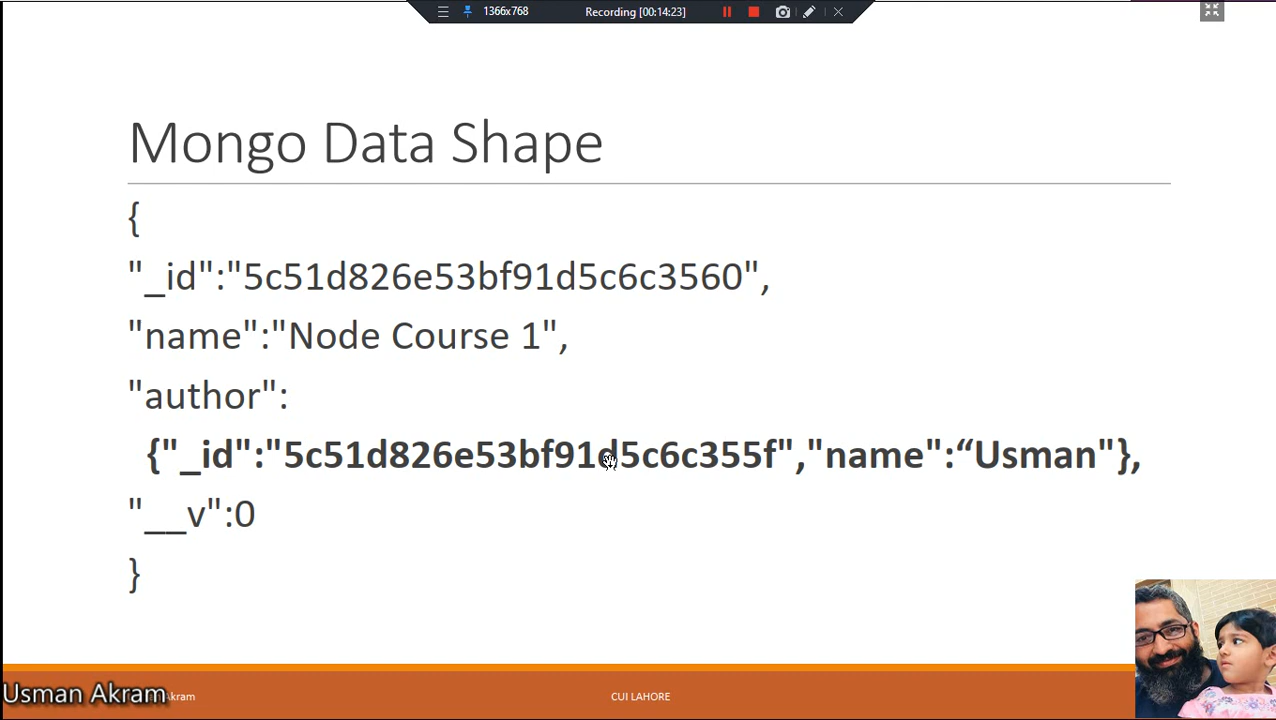 1366x768
Recording [00:14:23]
Mongo Data Shape
{
"_id":"5c51d826e53bf91d5c6c3560",
"name":"Node Course 1",
"author":
{"_id":"5c51d826e53bf91d5c6c355f","name":“Usman"},
"__v":0
}
Usman Akram
Akram
CUI LAHORE